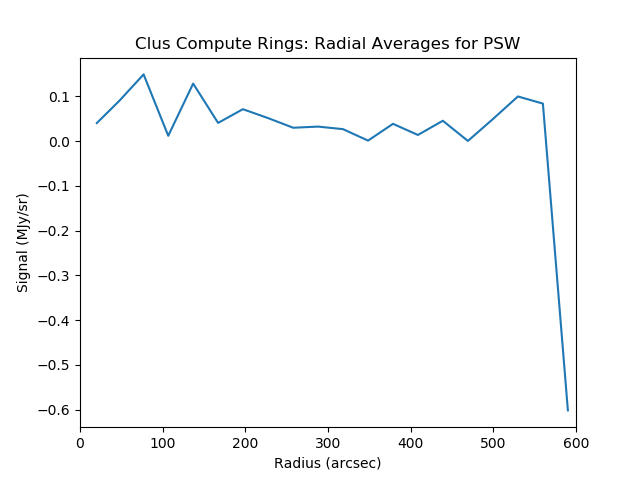 Clus Compute Rings: Radial Averages for PSW
0.1
0.0
−0.1
−0.2
−0.3
−0.4
−0.5
−0.6
Signal (MJy/sr)
0 100 200 300 400 500 600
Radius (arcsec)